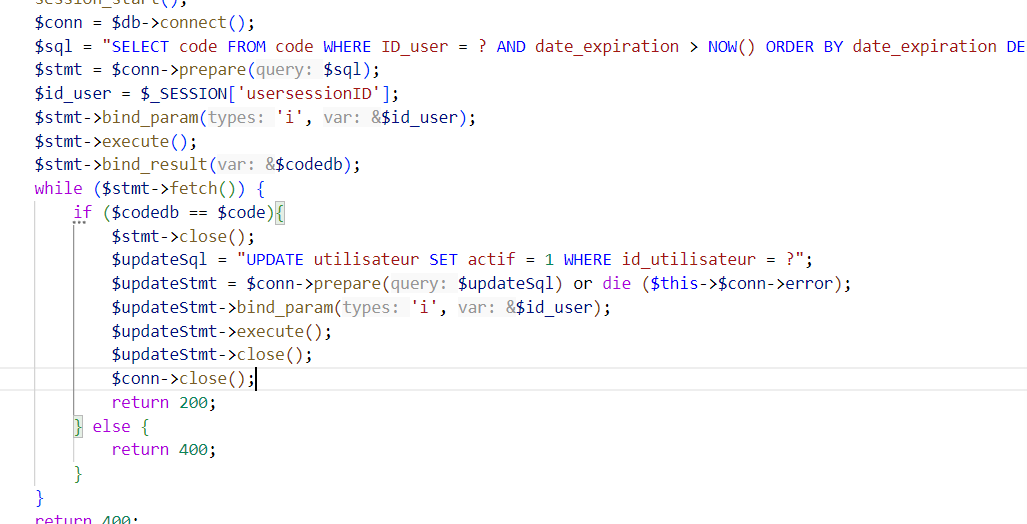 session_start();
$conn = $db->connect();
$sql = "SELECT code FROM code WHERE ID_user = ? AND date_expiration > NOW() ORDER BY date_expiration DE
$stmt = $conn->prepare(query: $sql);
$id_user = $_SESSION['usersessionID'];
$stmt->bind_param(types: 'i', var: &$id_user);
$stmt->execute();
$stmt->bind_result(var: &$codedb);
while ($stmt->fetch()) {
if ($codedb == $code){
$stmt->close();
$updateSql = "UPDATE utilisateur SET actif = 1 WHERE id_utilisateur = ?";
$updateStmt = $conn->prepare(query: $updateSql) or die ($this->$conn->error);
$updateStmt->bind_param(types: 'i', var: &$id_user);
$updateStmt->execute();
$updateStmt->close();
$conn->close();
return 200;
} else {
return 400;
}
}
return 400;